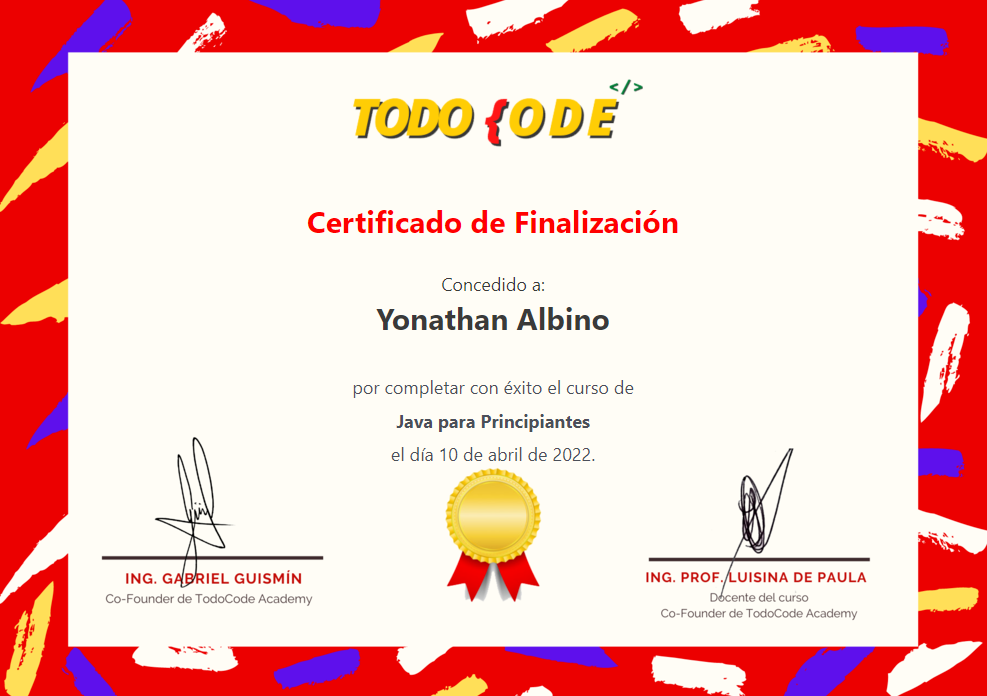 </>
TODO {ODE
Certificado de Finalización
Concedido a:
Yonathan Albino
por completar con éxito el curso de
Java para Principiantes
el día 10 de abril de 2022.
ING. GABRIEL GUISMÍN
Co-Founder de TodoCode Academy
ING. PROF. LUISINA DE PAULA
Docente del curso
Co-Founder de TodoCode Academy